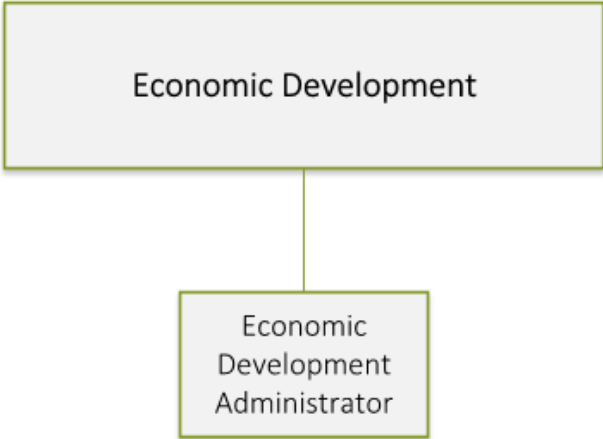 Economic Development
Economic
Development
Administrator